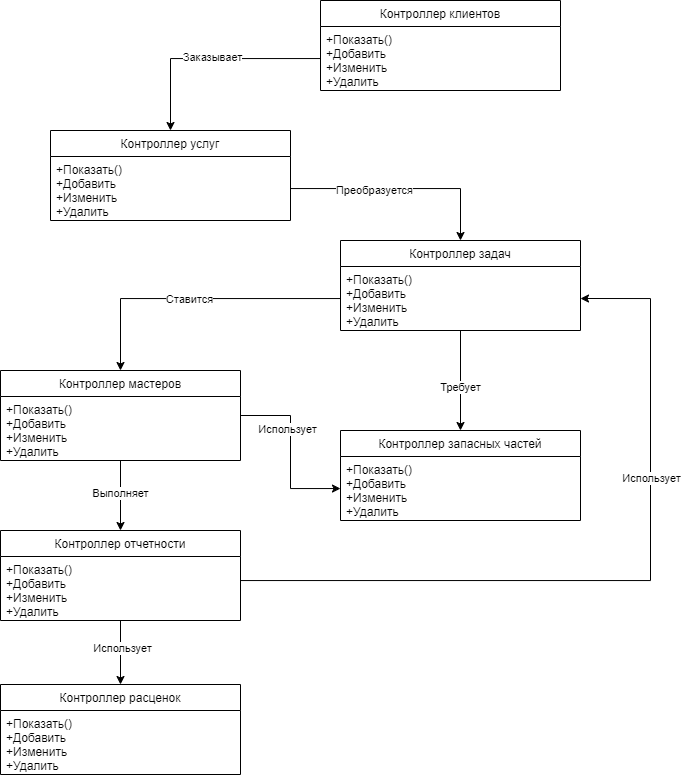 Контроллер клиентов
+Показать()
+Добавить
+Изменить
+Удалить
Заказывает
Контроллер услуг
+Показать()
+Добавить
+Изменить
+Удалить
Преобразуется
Контроллер задач
+Показать()
+Добавить
+Изменить
+Удалить
Ставится
Контроллер мастеров
+Показать()
+Добавить
+Изменить
+Удалить
Требует
Использует
Контроллер запасных частей
+Показать()
+Добавить
+Изменить
+Удалить
Использует
Выполняет
Контроллер отчетности
+Показать()
+Добавить
+Изменить
+Удалить
Использует
Контроллер расценок
+Показать()
+Добавить
+Изменить
+Удалить